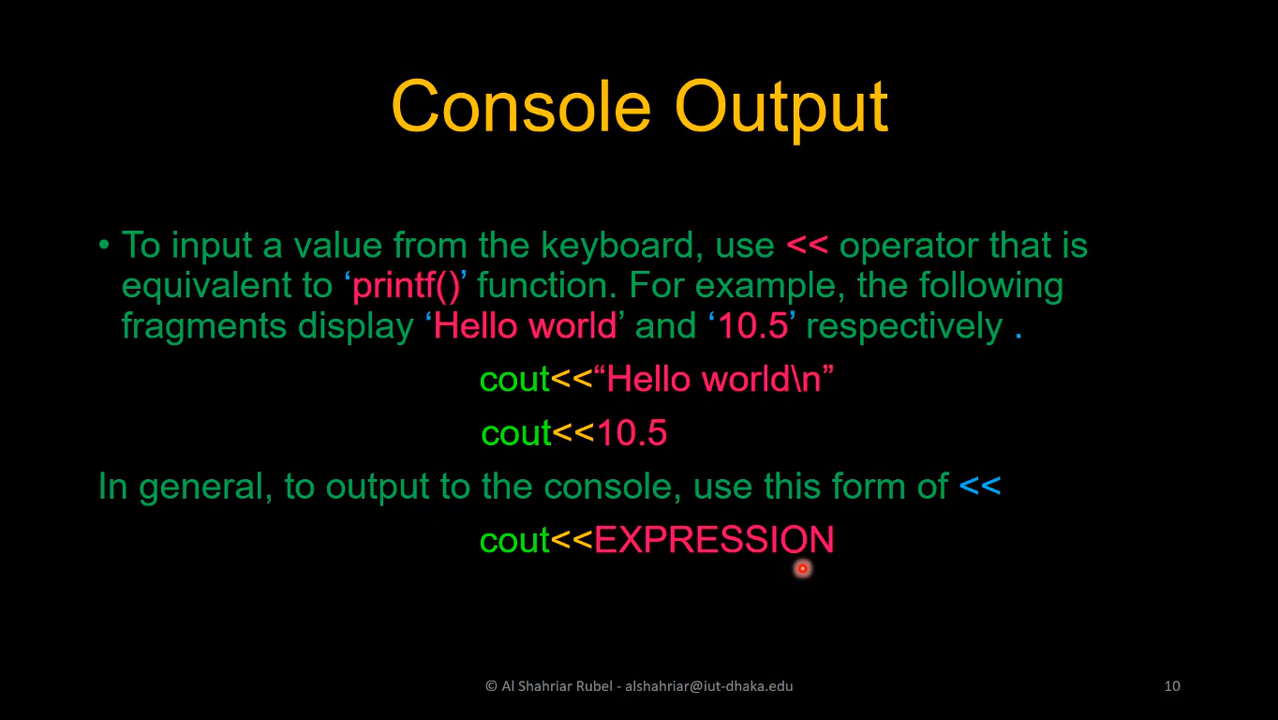 Console Output
• To input a value from the keyboard, use << operator that is
equivalent to ‘printf()’ function. For example, the following
fragments display ‘Hello world’ and ‘10.5’ respectively .
cout<<“Hello world\n”
cout<<10.5
In general, to output to the console, use this form of <<
cout<<EXPRESSION
© Al Shahriar Rubel - alshahriar@iut-dhaka.edu
10